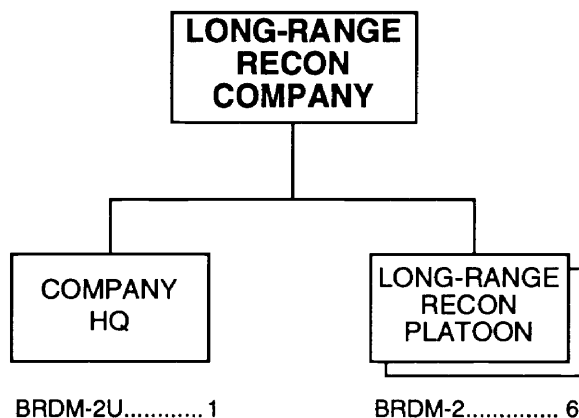 LONG-RANGE
RECON
COMPANY
COMPANY
HQ
LONG-RANGE
RECON
PLATOON
BRDM-2U............ 1
BRDM-2.............. 6